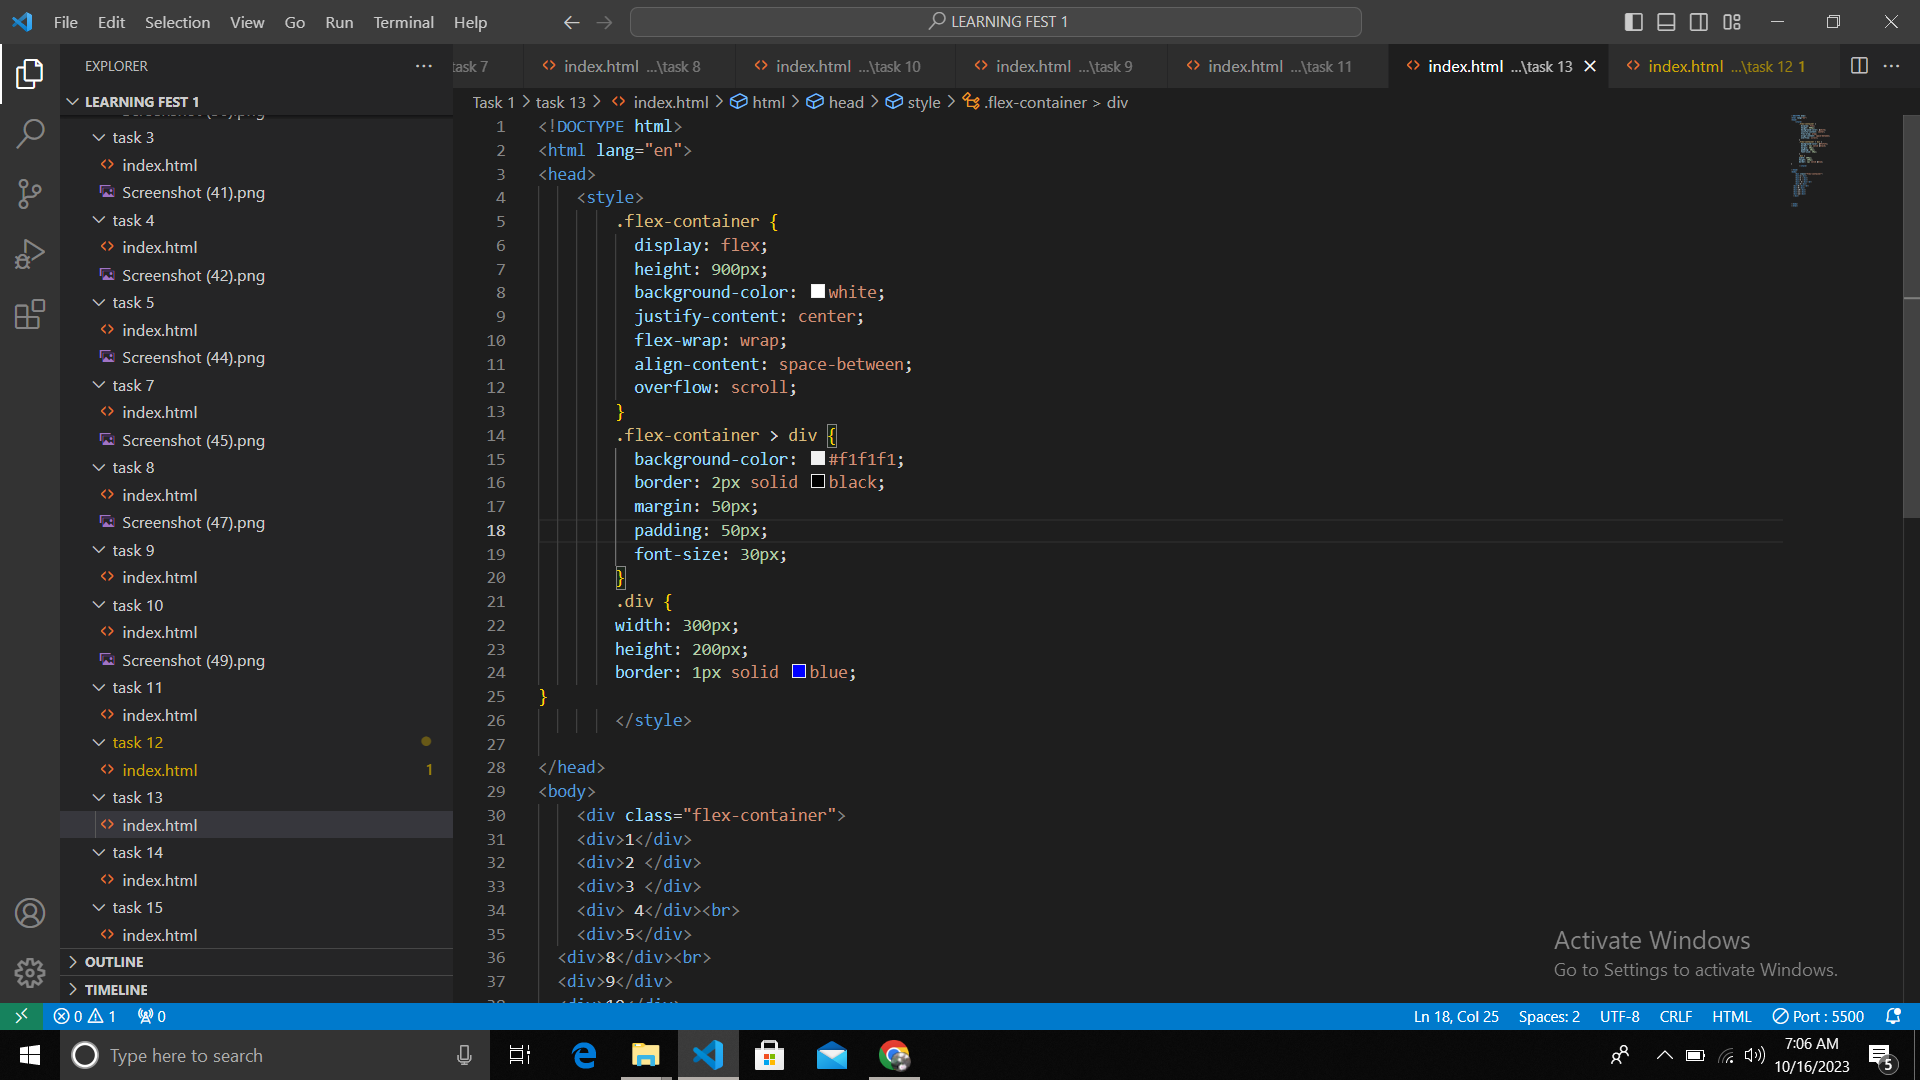 File Edit Selection View Go Run Terminal Help
LEARNING FEST 1
EXPLORER
LEARNING FEST 1
task 3
index.html
Screenshot (41).png
task 4
index.html
Screenshot (42).png
task 5
index.html
Screenshot (44).png
task 7
index.html
Screenshot (45).png
task 8
index.html
Screenshot (47).png
task 9
index.html
task 10
index.html
Screenshot (49).png
task 11
index.html
task 12
index.html 1
task 13
index.html
task 14
index.html
task 15
index.html
OUTLINE
TIMELINE
task 7 index.html ...\task 8 index.html ...\task 10 index.html ...\task 9 index.html ...\task 11 index.html ...\task 13 index.html ...\task 12 1
Task 1 > task 13 > index.html > html > head > style > .flex-container > div
1 <!DOCTYPE html>
2 <html lang="en">
3 <head>
4 <style>
5 .flex-container {
6 display: flex;
7 height: 900px;
8 background-color: white;
9 justify-content: center;
10 flex-wrap: wrap;
11 align-content: space-between;
12 overflow: scroll;
13 }
14 .flex-container > div {
15 background-color: #f1f1f1;
16 border: 2px solid black;
17 margin: 50px;
18 padding: 50px;
19 font-size: 30px;
20 }
21 .div {
22 width: 300px;
23 height: 200px;
24 border: 1px solid blue;
25 }
26 </style>
27
28 </head>
29 <body>
30 <div class="flex-container">
31 <div>1</div>
32 <div>2 </div>
33 <div>3 </div>
34 <div> 4</div><br>
35 <div>5</div>
36 <div>8</div><br>
37 <div>9</div>
Activate Windows
Go to Settings to activate Windows.
0 1 0 Ln 18, Col 25 Spaces: 2 UTF-8 CRLF HTML Port : 5500
Type here to search
7:06 AM
10/16/2023
5